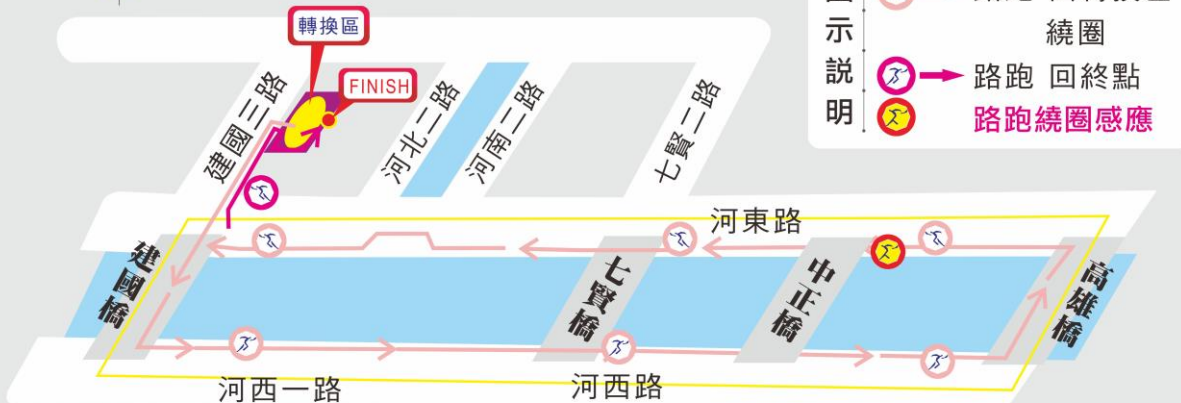 轉換區
FINISH
建國三路
河北二路
河南二路
七賢二路
示
說
明
繞圈
路跑 回終點
路跑繞圈感應
河東路
建國橋
七賢橋
中正橋
高雄橋
河西一路
河西路